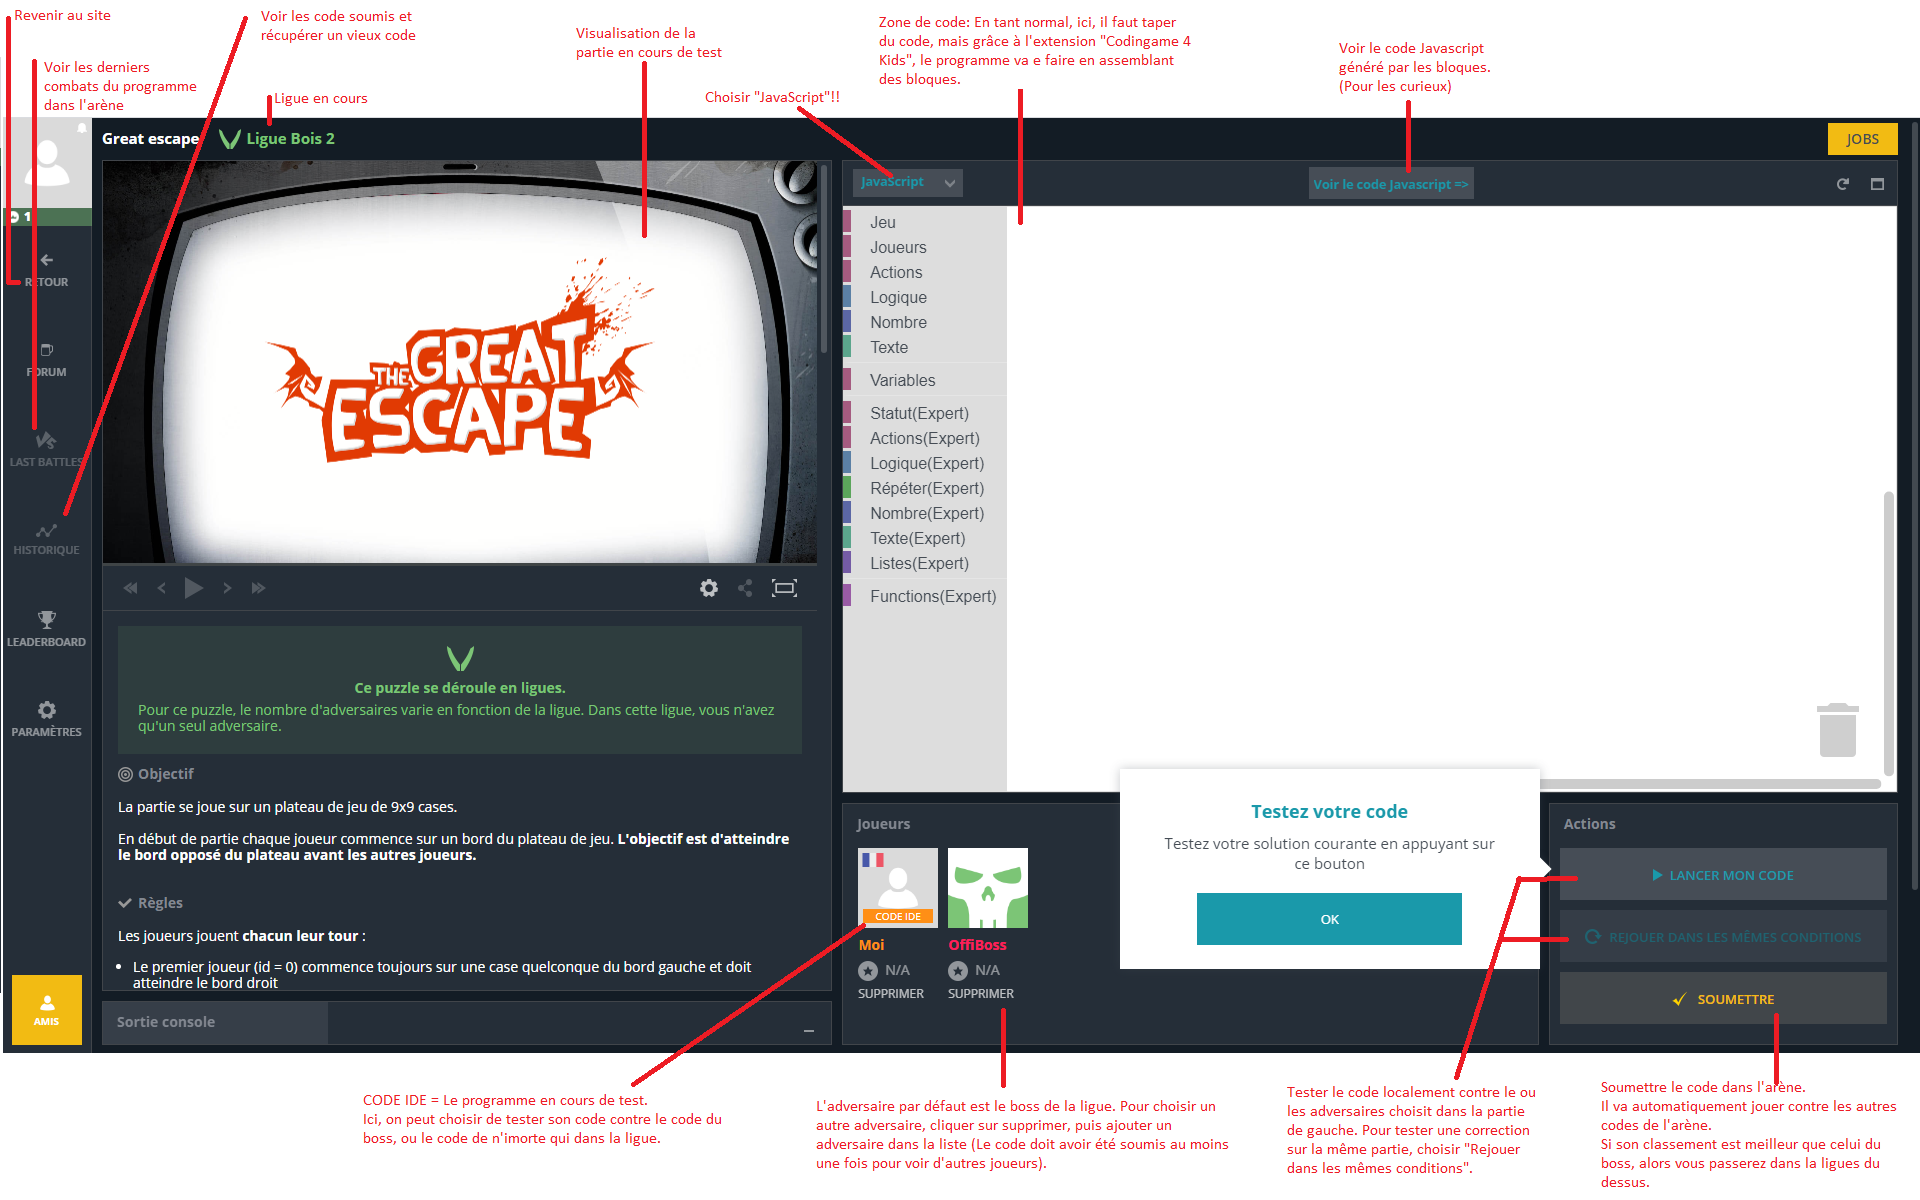 Revenir au site
Voir les code soumis et
récupérer un vieux code
Voir les derniers
combats du programme
dans l'arène
Ligue en cours
Visualisation de la
partie en cours de test
Choisir "JavaScript"!!
Zone de code: En tant normal, ici, il faut taper
du code, mais grâce à l'extension "Codingame 4
Kids", le programme va e faire en assemblant
des bloques.
Voir le code Javascript
généré par les bloques.
(Pour les curieux)
Great escape
Ligue Bois 2
JOBS
1
RETOUR
FORUM
LAST BATTLES
HISTORIQUE
LEADERBOARD
PARAMÈTRES
AMIS
THE GREAT
ESCAPE
Ce puzzle se déroule en ligues.
Pour ce puzzle, le nombre d'adversaires varie en fonction de la ligue. Dans cette ligue, vous n'avez
qu'un seul adversaire.
Objectif
La partie se joue sur un plateau de jeu de 9x9 cases.
En début de partie chaque joueur commence sur un bord du plateau de jeu. L'objectif est d'atteindre
le bord opposé du plateau avant les autres joueurs.
Règles
Les joueurs jouent chacun leur tour :
• Le premier joueur (id = 0) commence toujours sur une case quelconque du bord gauche et doit
atteindre le bord droit
Sortie console
JavaScript
Voir le code Javascript =>
Jeu
Joueurs
Actions
Logique
Nombre
Texte
Variables
Statut(Expert)
Actions(Expert)
Logique(Expert)
Répéter(Expert)
Nombre(Expert)
Texte(Expert)
Listes(Expert)
Functions(Expert)
Joueurs
CODE IDE
Moi
N/A
SUPPRIMER
OffiBoss
N/A
SUPPRIMER
Testez votre code
Testez votre solution courante en appuyant sur
ce bouton
OK
Actions
LANCER MON CODE
REJOUER DANS LES MÊMES CONDITIONS
SOUMETTRE
CODE IDE = Le programme en cours de test.
Ici, on peut choisir de tester son code contre le code du
boss, ou le code de n'imorte qui dans la ligue.
L'adversaire par défaut est le boss de la ligue. Pour choisir un
autre adversaire, cliquer sur supprimer, puis ajouter un
adversaire dans la liste (Le code doit avoir été soumis au moins
une fois pour voir d'autres joueurs).
Tester le code localement contre le ou
les adversaires choisit dans la partie
de gauche. Pour tester une correction
sur la même partie, choisir "Rejouer
dans les mêmes conditions".
Soumettre le code dans l'arène.
Il va automatiquement jouer contre les autres
codes de l'arène.
Si son classement est meilleur que celui du
boss, alors vous passerez dans la ligues du
dessus.